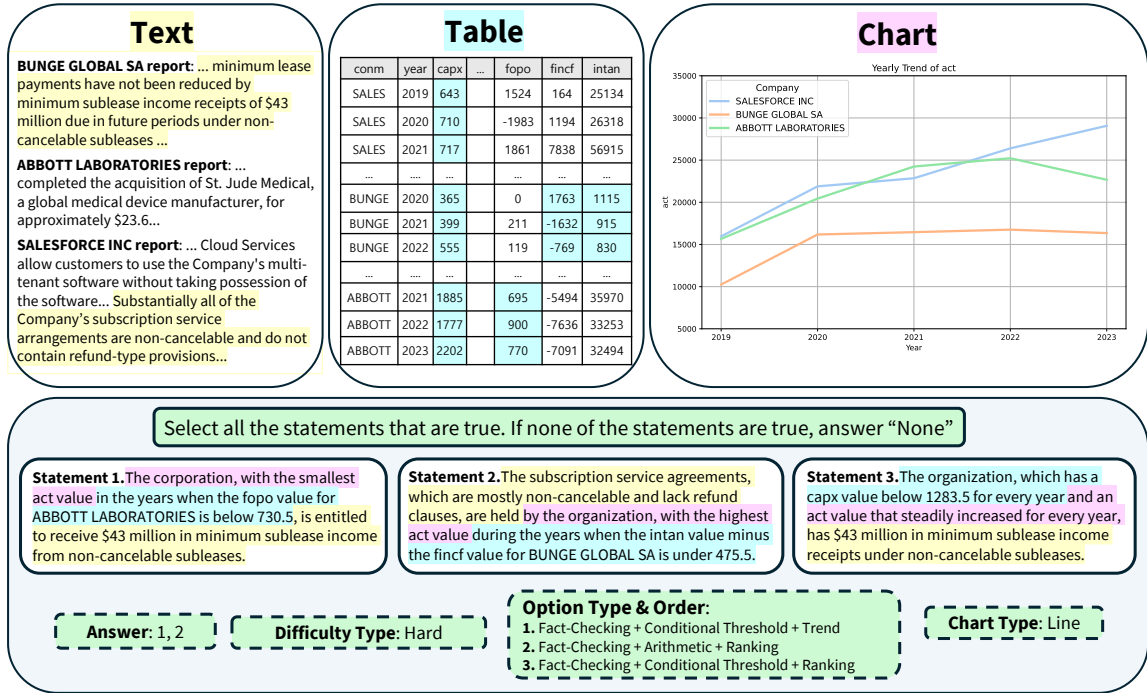 Text
BUNGE GLOBAL SA report: ... minimum lease
payments have not been reduced by
minimum sublease income receipts of $43
million due in future periods under non-
cancelable subleases ...
ABBOTT LABORATORIES report: ...
completed the acquisition of St. Jude Medical,
a global medical device manufacturer, for
approximately $23.6...
SALESFORCE INC report: ... Cloud Services
allow customers to use the Company's multi-
tenant software without taking possession of
the software... Substantially all of the
Company's subscription service
arrangements are non-cancelable and do not
contain refund-type provisions...
Table
conm year capx ... fopo fincf intan
SALES 2019 643 1524 164 25134
SALES 2020 710 -1983 1194 26318
SALES 2021 717 1861 7838 56915
... .... ... ... ... ...
BUNGE 2020 365 0 1763 1115
BUNGE 2021 399 211 -1632 915
BUNGE 2022 555 119 -769 830
... ... ... ... ... ...
ABBOTT 2021 1885 695 -5494 35970
ABBOTT 2022 1777 900 -7636 33253
ABBOTT 2023 2202 770 -7091 32494
Chart
Yearly Trend of act
Company
SALESFORCE INC
BUNGE GLOBAL SA
ABBOTT LABORATORIES
35000
30000
25000
20000
15000
10000
5000
act
2019 2020 2021 2022 2023
Year
Select all the statements that are true. If none of the statements are true, answer “None”
Statement 1.The corporation, with the smallest
act value in the years when the fopo value for
ABBOTT LABORATORIES is below 730.5, is entitled
to receive $43 million in minimum sublease income
from non-cancelable subleases.
Statement 2.The subscription service agreements,
which are mostly non-cancelable and lack refund
clauses, are held by the organization, with the highest
act value during the years when the intan value minus
the fincf value for BUNGE GLOBAL SA is under 475.5.
Statement 3.The organization, which has a
capx value below 1283.5 for every year and an
act value that steadily increased for every year,
has $43 million in minimum sublease income
receipts under non-cancelable subleases.
Answer: 1, 2
Difficulty Type: Hard
Option Type & Order:
1. Fact-Checking + Conditional Threshold + Trend
2. Fact-Checking + Arithmetic + Ranking
3. Fact-Checking + Conditional Threshold + Ranking
Chart Type: Line